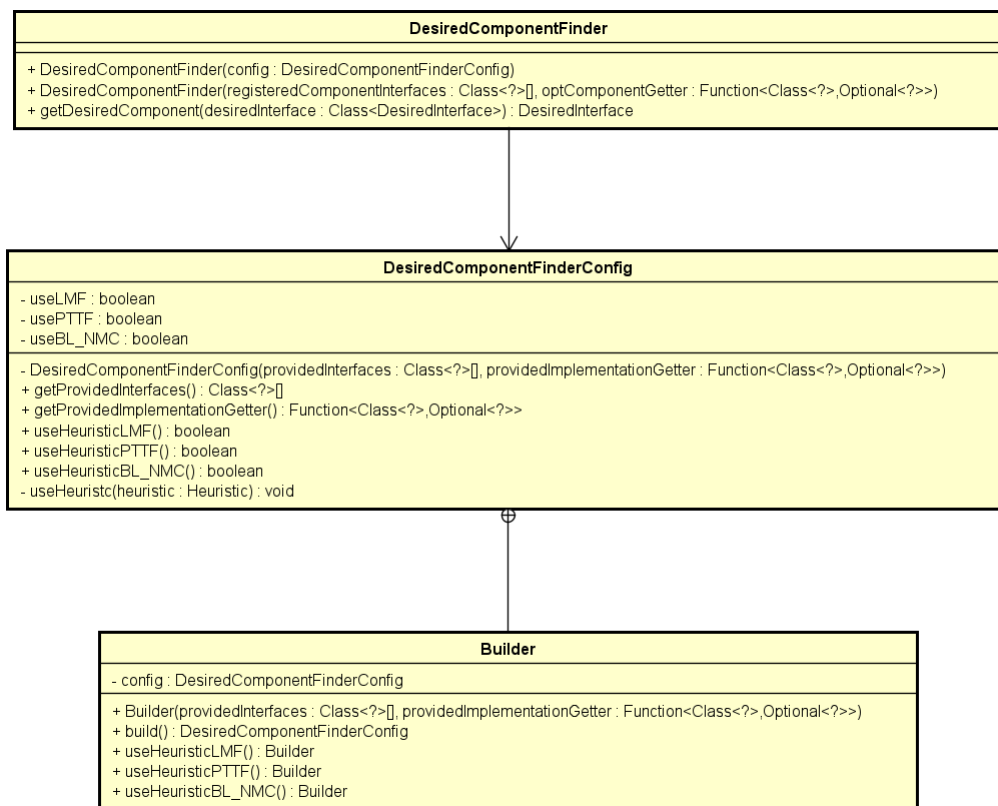 DesiredComponentFinder
+ DesiredComponentFinder(config : DesiredComponentFinderConfig)
+ DesiredComponentFinder(registeredComponentInterfaces : Class<?>[], optComponentGetter : Function<Class<?>,Optional<?>>)
+ getDesiredComponent(desiredInterface : Class<DesiredInterface>) : DesiredInterface
DesiredComponentFinderConfig
- useLMF : boolean
- usePTTF : boolean
- useBL_NMC : boolean
- DesiredComponentFinderConfig(providedInterfaces : Class<?>[], providedImplementationGetter : Function<Class<?>,Optional<?>>)
+ getProvidedInterfaces() : Class<?>[]
+ getProvidedImplementationGetter() : Function<Class<?>,Optional<?>>
+ useHeuristicLMF() : boolean
+ useHeuristicPTTF() : boolean
+ useHeuristicBL_NMC() : boolean
- useHeuristc(heuristic : Heuristic) : void
Builder
- config : DesiredComponentFinderConfig
+ Builder(providedInterfaces : Class<?>[], providedImplementationGetter : Function<Class<?>,Optional<?>>)
+ build() : DesiredComponentFinderConfig
+ useHeuristicLMF() : Builder
+ useHeuristicPTTF() : Builder
+ useHeuristicBL_NMC() : Builder